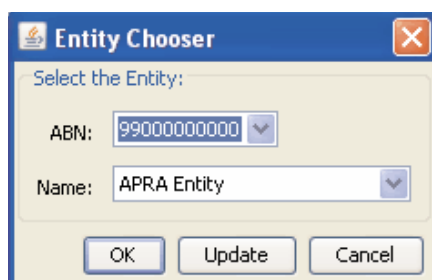 Entity Chooser
Select the Entity:
ABN: 99000000000
Name: APRA Entity
OK Update Cancel